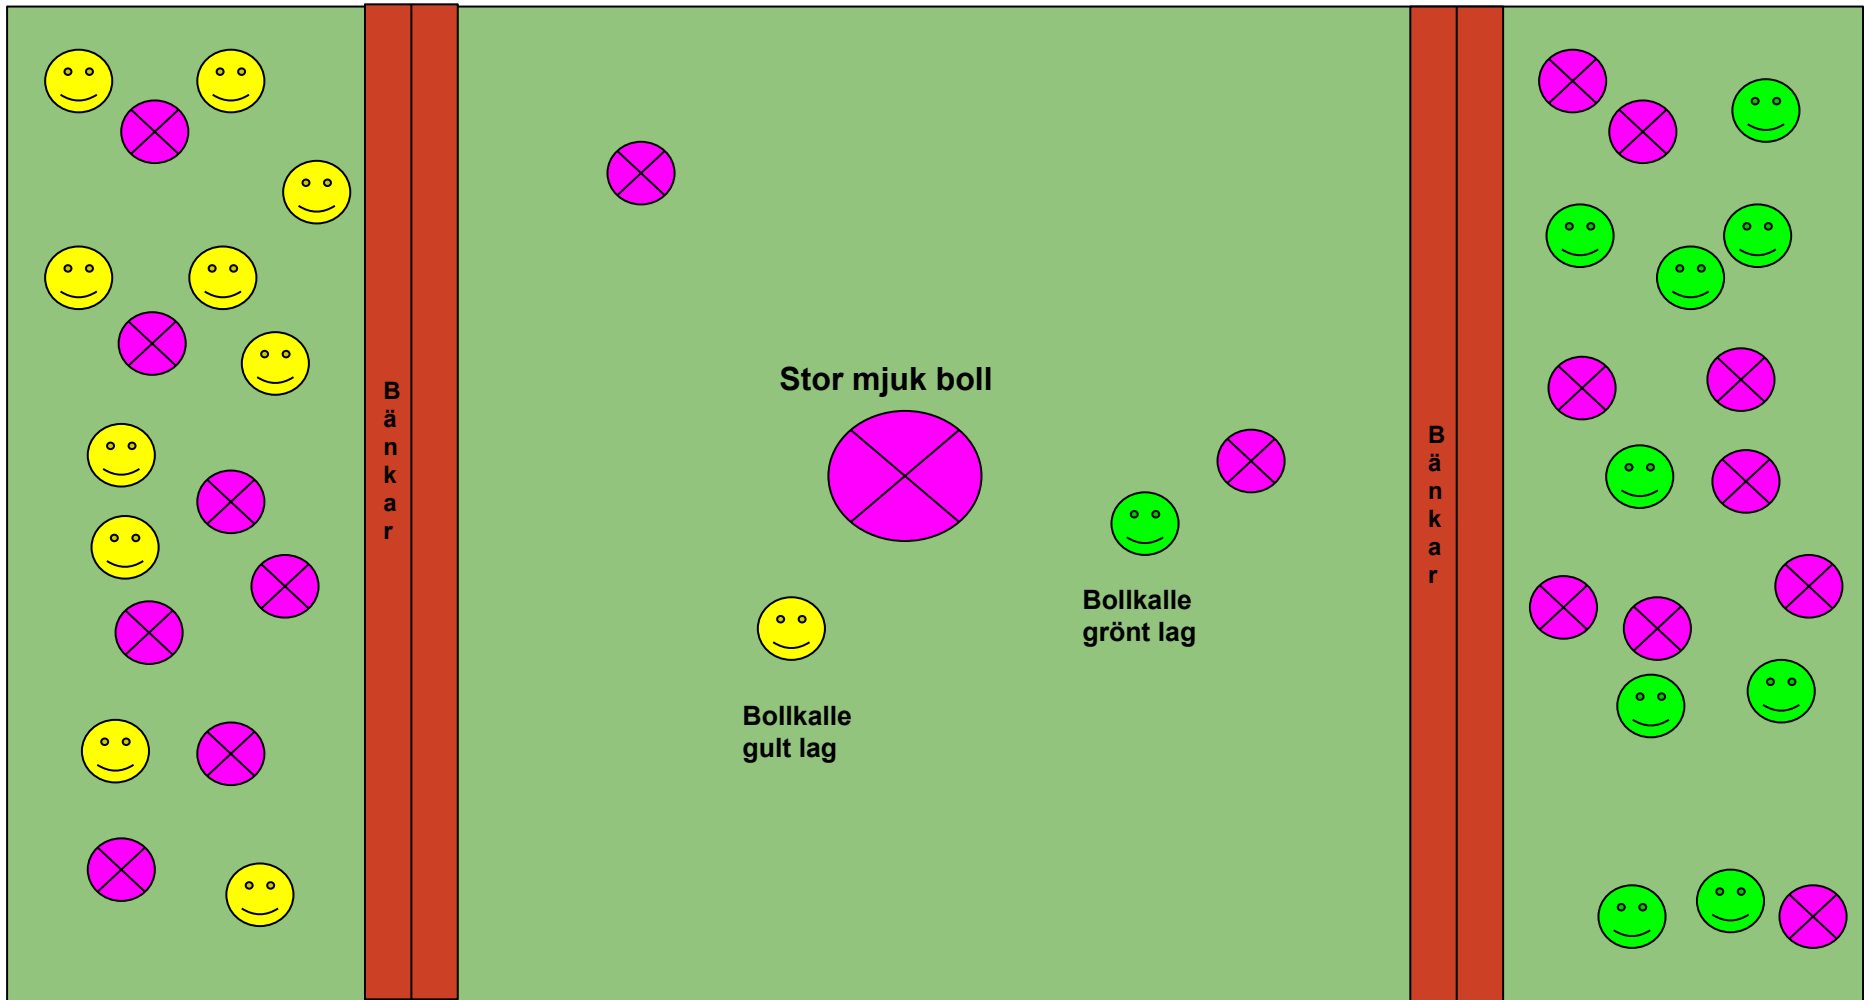 Bänkar
Stor mjuk boll
Bänkar
Bollkalle
grönt lag
Bollkalle
gult lag